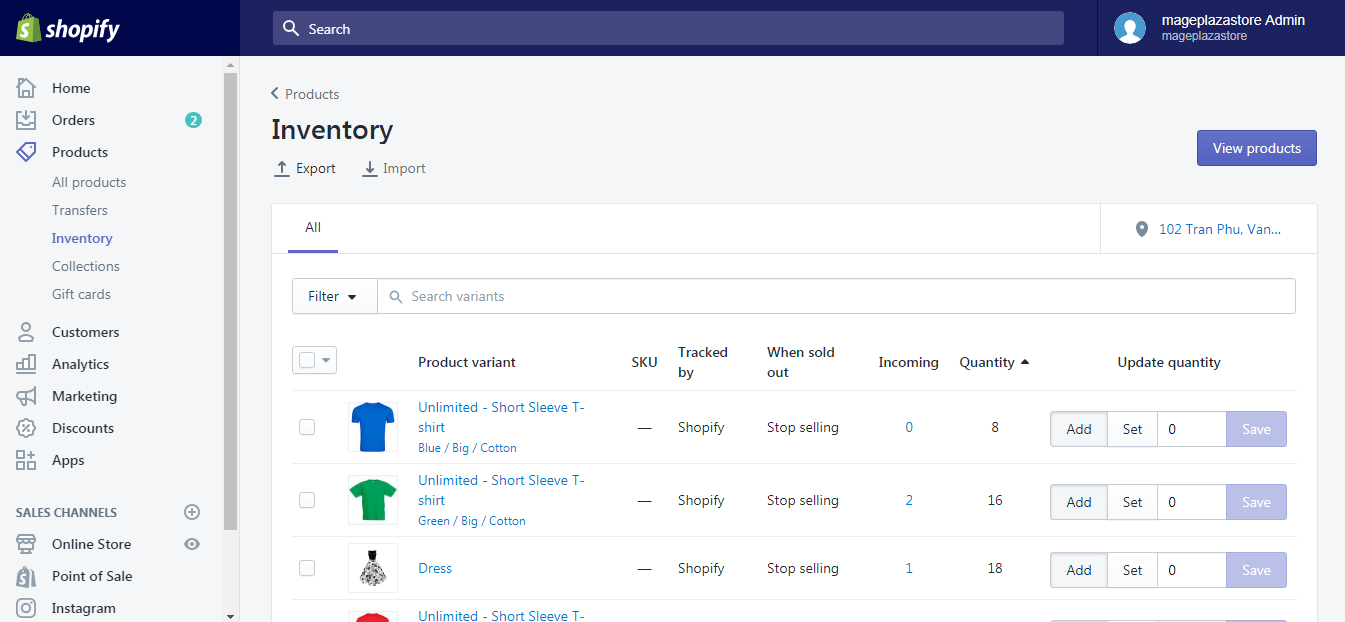 shopify
Search
mageplazastore Admin
mageplazastore
Home
Orders
2
Products
All products
Transfers
Inventory
Collections
Gift cards
Customers
Analytics
Marketing
Discounts
Apps
SALES CHANNELS
Online Store
Point of Sale
Instagram
Products
Inventory
Export
Import
View products
All
102 Tran Phu, Van...
Filter
Search variants
Product variant
SKU
Tracked
by
When sold
out
Incoming
Quantity
Update quantity
Unlimited - Short Sleeve T-
shirt
Blue / Big / Cotton
—
Shopify
Stop selling
0
8
Add
Set
0
Save
Unlimited - Short Sleeve T-
shirt
Green / Big / Cotton
—
Shopify
Stop selling
2
16
Add
Set
0
Save
Dress
—
Shopify
Stop selling
1
18
Add
Set
0
Save
Unlimited - Short Sleeve T-